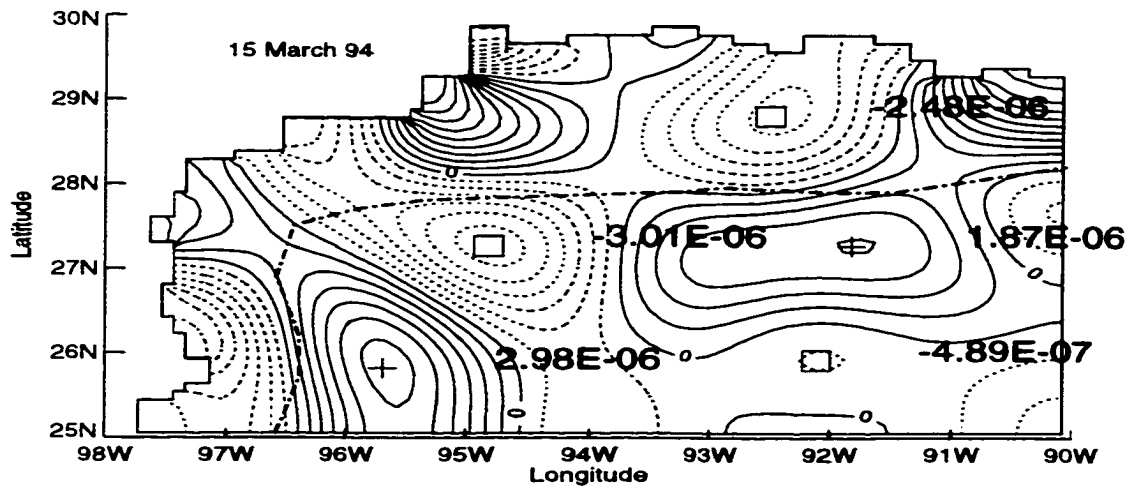 30N
15 March 94
29N
-2.48E-06
0
28N
Latitude
-3.01E-06
1.87E-06
27N
0
26N
2.98E-06
0
-4.89E-07
0
0
25N
98W 97W 96W 95W 94W 93W 92W 91W 90W
Longitude